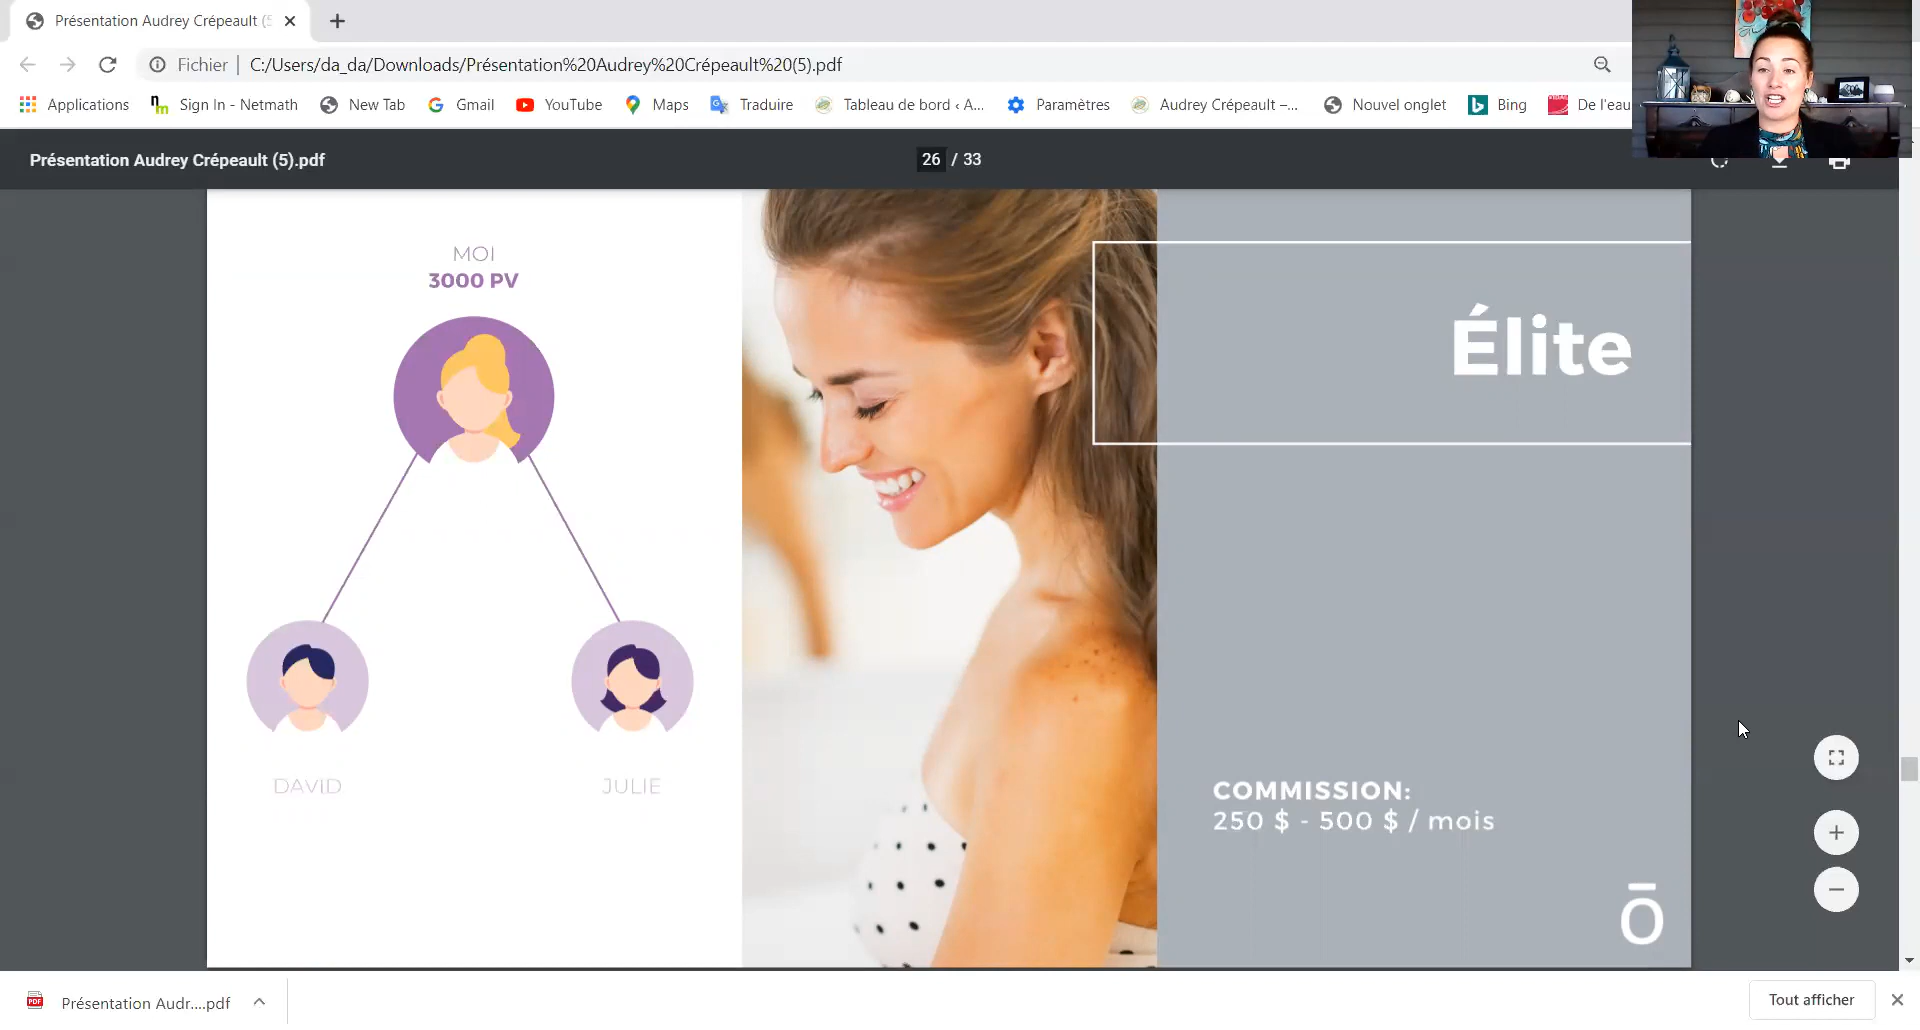 Présentation Audrey Crépeault (5
Fichier
C:/Users/da_da/Downloads/Présentation%20Audrey%20Crépeault%20(5).pdf
Applications
Sign In - Netmath
New Tab
Gmail
YouTube
Maps
Traduire
Tableau de bord ‹ A...
Paramètres
Audrey Crépeault –...
Nouvel onglet
Bing
De l'eau
Présentation Audrey Crépeault (5).pdf
26 / 33
MOI
3000 PV
DAVID
JULIE
Élite
COMMISSION:
250 $ - 500 $ / mois
ō
Présentation Audr....pdf
Tout afficher